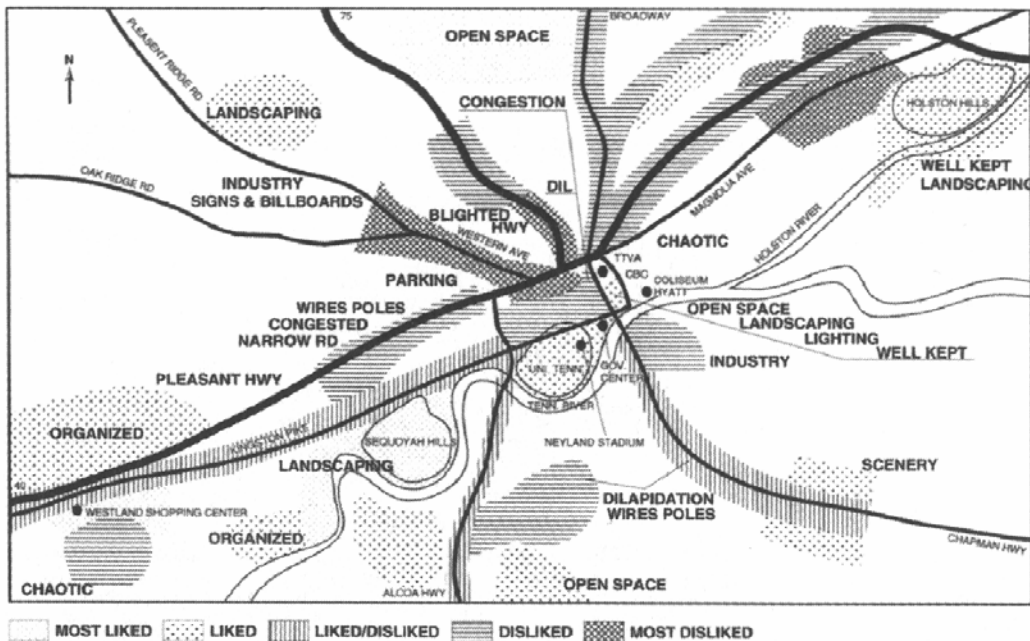 75
BROADWAY
OPEN SPACE
PLEASENT RIDGE RD
N
CONGESTION
HOLSTON HILLS
LANDSCAPING
OAK RIDGE RD
WELL KEPT
LANDSCAPING
INDUSTRY
SIGNS & BILLBOARDS
DIL
MAGNOLIA AVE
BLIGHTED
HWY
WESTERN AVE
HOLSTON RIVER
CHAOTIC
TTVA
CBC
COLISEUM
HYATT
PARKING
WIRES POLES
CONGESTED
NARROW RD
OPEN SPACE
LANDSCAPING
LIGHTING
INDUSTRY
WELL KEPT
PLEASANT HWY
UNI. TENN.
GOV.
CENTER
TENN. RIVER
ORGANIZED
KINGSTON PIKE
SEQUOYAH HILLS
NEYLAND STADIUM
LANDSCAPING
SCENERY
40
WESTLAND SHOPPING CENTER
DILAPIDATION
WIRES POLES
ORGANIZED
CHAPMAN HWY
CHAOTIC
ALCOA HWY
OPEN SPACE
MOST LIKED
LIKED
LIKED/DISLIKED
DISLIKED
MOST DISLIKED